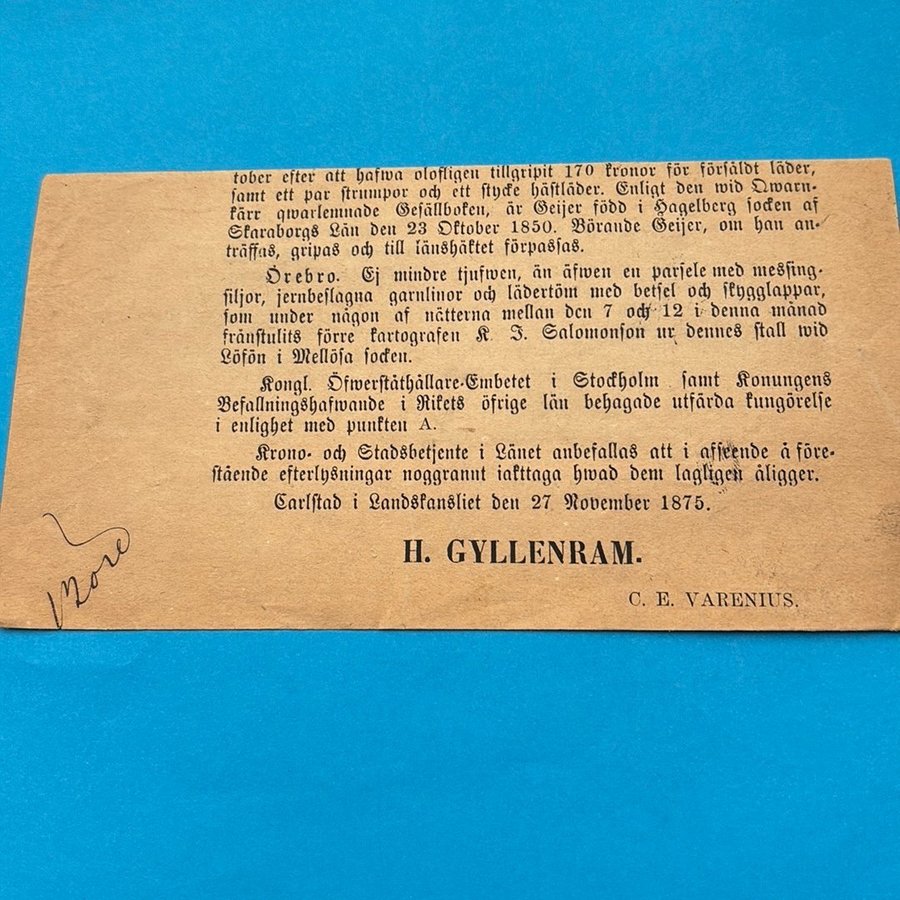 tober efter att hafwa olofligen tillgripit 170 kronor för försåldt läder,
samt ett par strumpor och ett stycke hästläder. Enligt den wid Qwarn-
kärr qwarlemnade Gesällboken, är Geijer född i Hagelberg socken af
Skaraborgs Län den 23 Oktober 1850. Börande Geijer, om han an-
träffas, gripas och till länshäktet förpassas.
Örebro. Ej mindre tjufwen, än äfwen en parsele med messing-
siljor, jernbeslagna garnlinor och lädertöm med betsel och skygglappar,
som under någon af nätterna mellan den 7 och 12 i denna månad
frånstulits förre kartografen K. J. Salomonson ur dennes stall wid
Löfön i Mellösa socken.
Kongl. Öfwerståthållare-Embetet i Stockholm samt Konungens
Befallningshafwande i Rikets öfrige län behagade utfärda kungörelse
i enlighet med punkten A.
Krono- och Stadsbetjente i Länet anbefallas att i afseende å före-
stående efterlysningar noggrannt iakttaga hwad dem lagligen åligger.
Carlstad i Landskansliet den 27 November 1875.
H. GYLLENRAM.
C. E. VARENIUS.